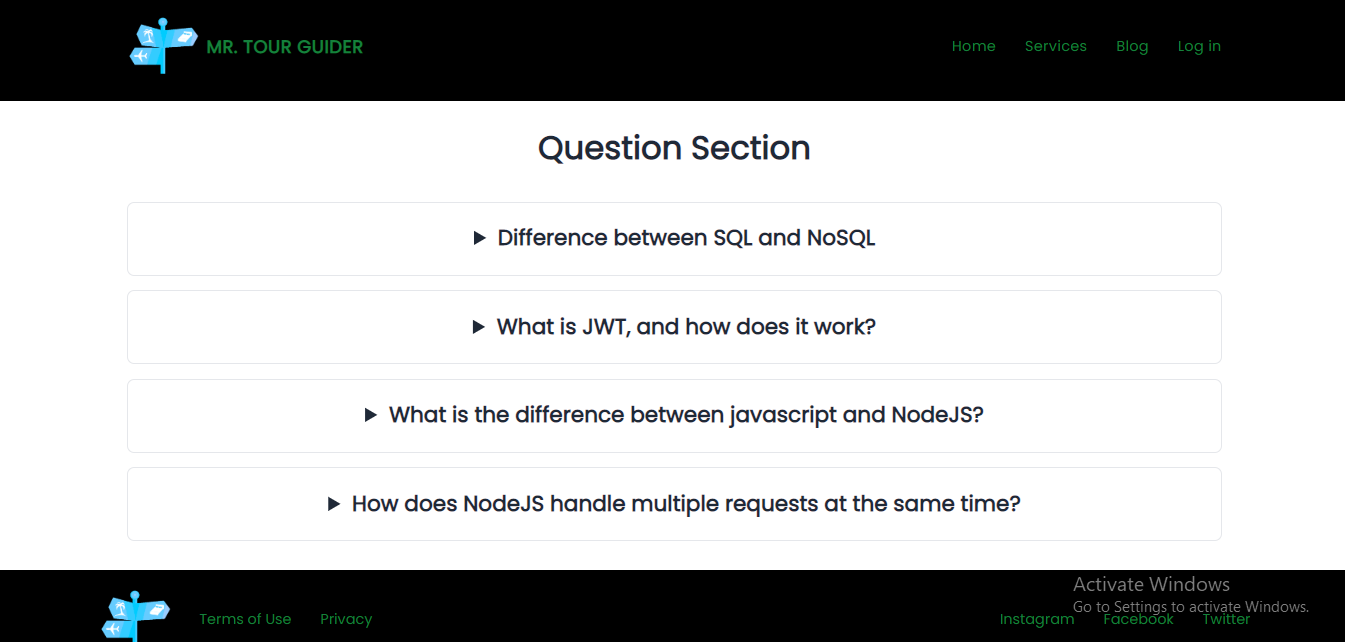 MR. TOUR GUIDER
Home Services Blog Log in
Question Section
Difference between SQL and NoSQL
What is JWT, and how does it work?
What is the difference between javascript and NodeJS?
How does NodeJS handle multiple requests at the same time?
Activate Windows
Go to Settings to activate Windows.
Terms of Use Privacy Instagram Facebook Twitter